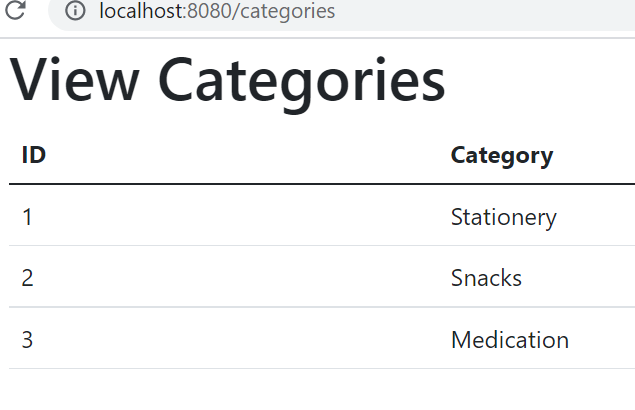 localhost:8080/categories
View Categories
ID Category
1 Stationery
2 Snacks
3 Medication